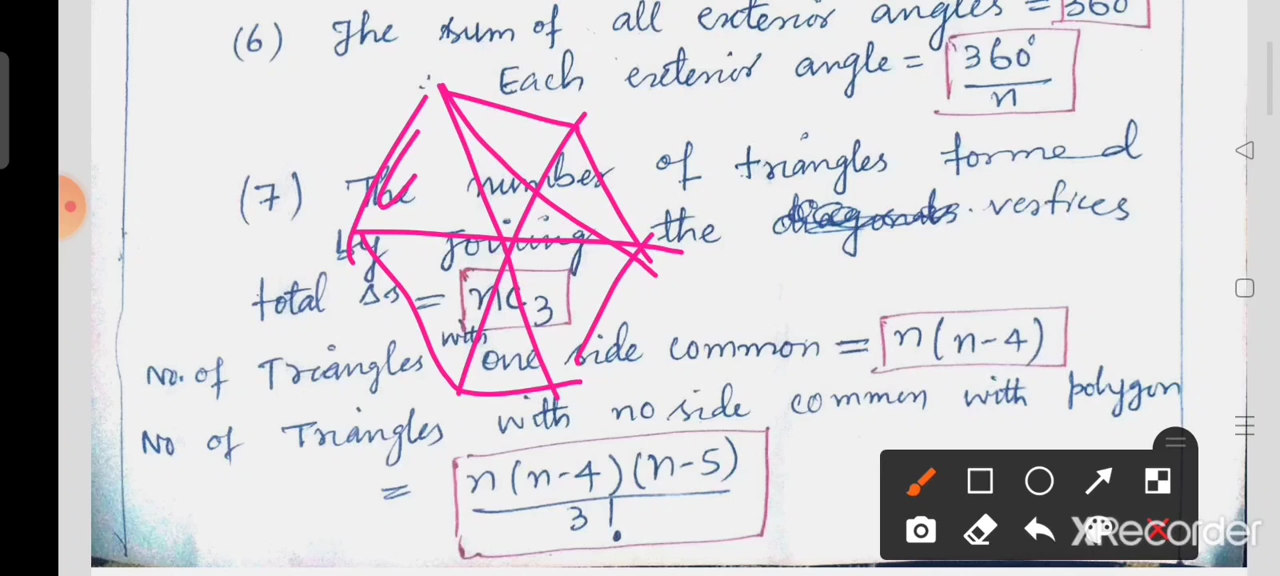 (6) The sum of all exterior angles = 360
Each exterior angle = 360°/n
(7) The number of triangles formed
by joining the vertices
total Δs = nC3
No. of Triangles with one side common = n(n-4)
No of Triangles with no side common with polygon
= n(n-4)(n-5)/3!
XRecorder